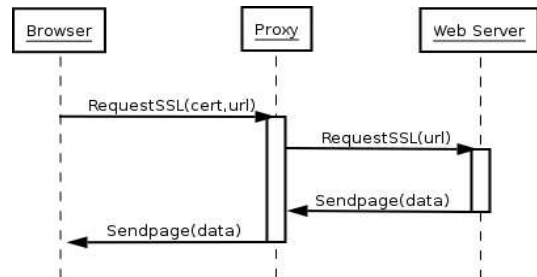 Browser
Proxy
Web Server
RequestSSL(cert,url)
RequestSSL(url)
Sendpage(data)
Sendpage(data)